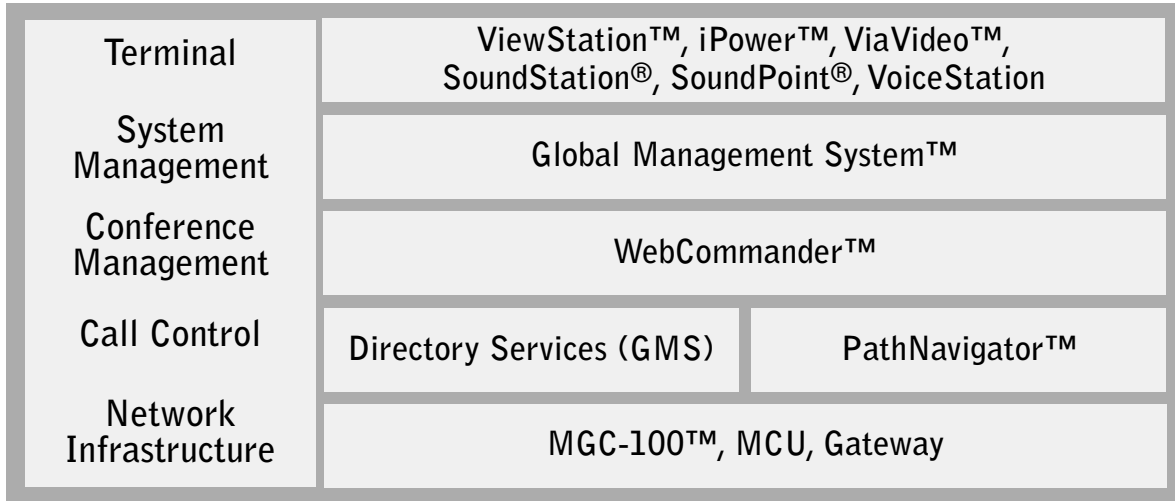 Terminal
ViewStation™, iPower™, ViaVideo™,
SoundStation®, SoundPoint®, VoiceStation
System
Management
Global Management System™
Conference
Management
WebCommander™
Call Control
Directory Services (GMS)
PathNavigator™
Network
Infrastructure
MGC-100™, MCU, Gateway